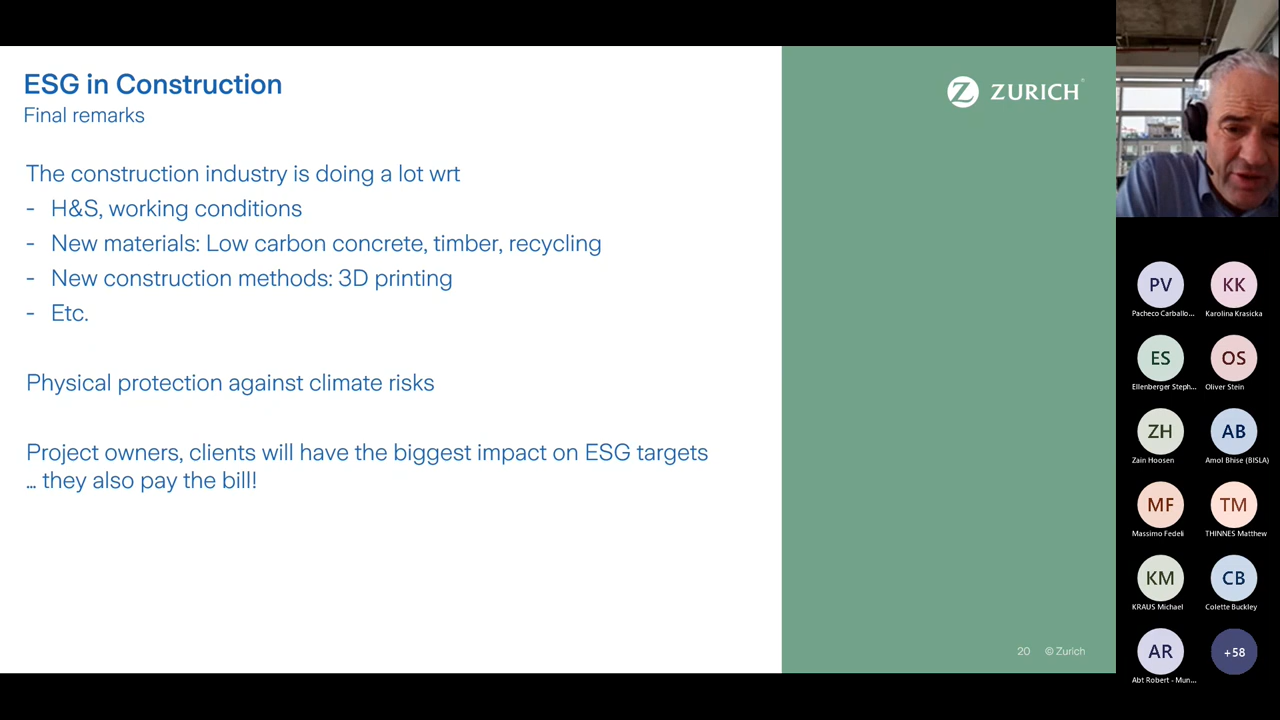 ESG in Construction
Final remarks
The construction industry is doing a lot wrt
- H&S, working conditions
- New materials: Low carbon concrete, timber, recycling
- New construction methods: 3D printing
- Etc.
Physical protection against climate risks
Project owners, clients will have the biggest impact on ESG targets
... they also pay the bill!
Z ZURICH®
20 © Zurich
PV KK
Pacheco Carballo... Karolina Krasicka
ES OS
Ellenberger Steph... Oliver Stein
ZH AB
Zain Hoosen Amol Bhise (BISLA)
MF TM
Massimo Fedeli THINNES Matthew
KM CB
KRAUS Michael Colette Buckley
AR +58
Abt Robert - Mun...